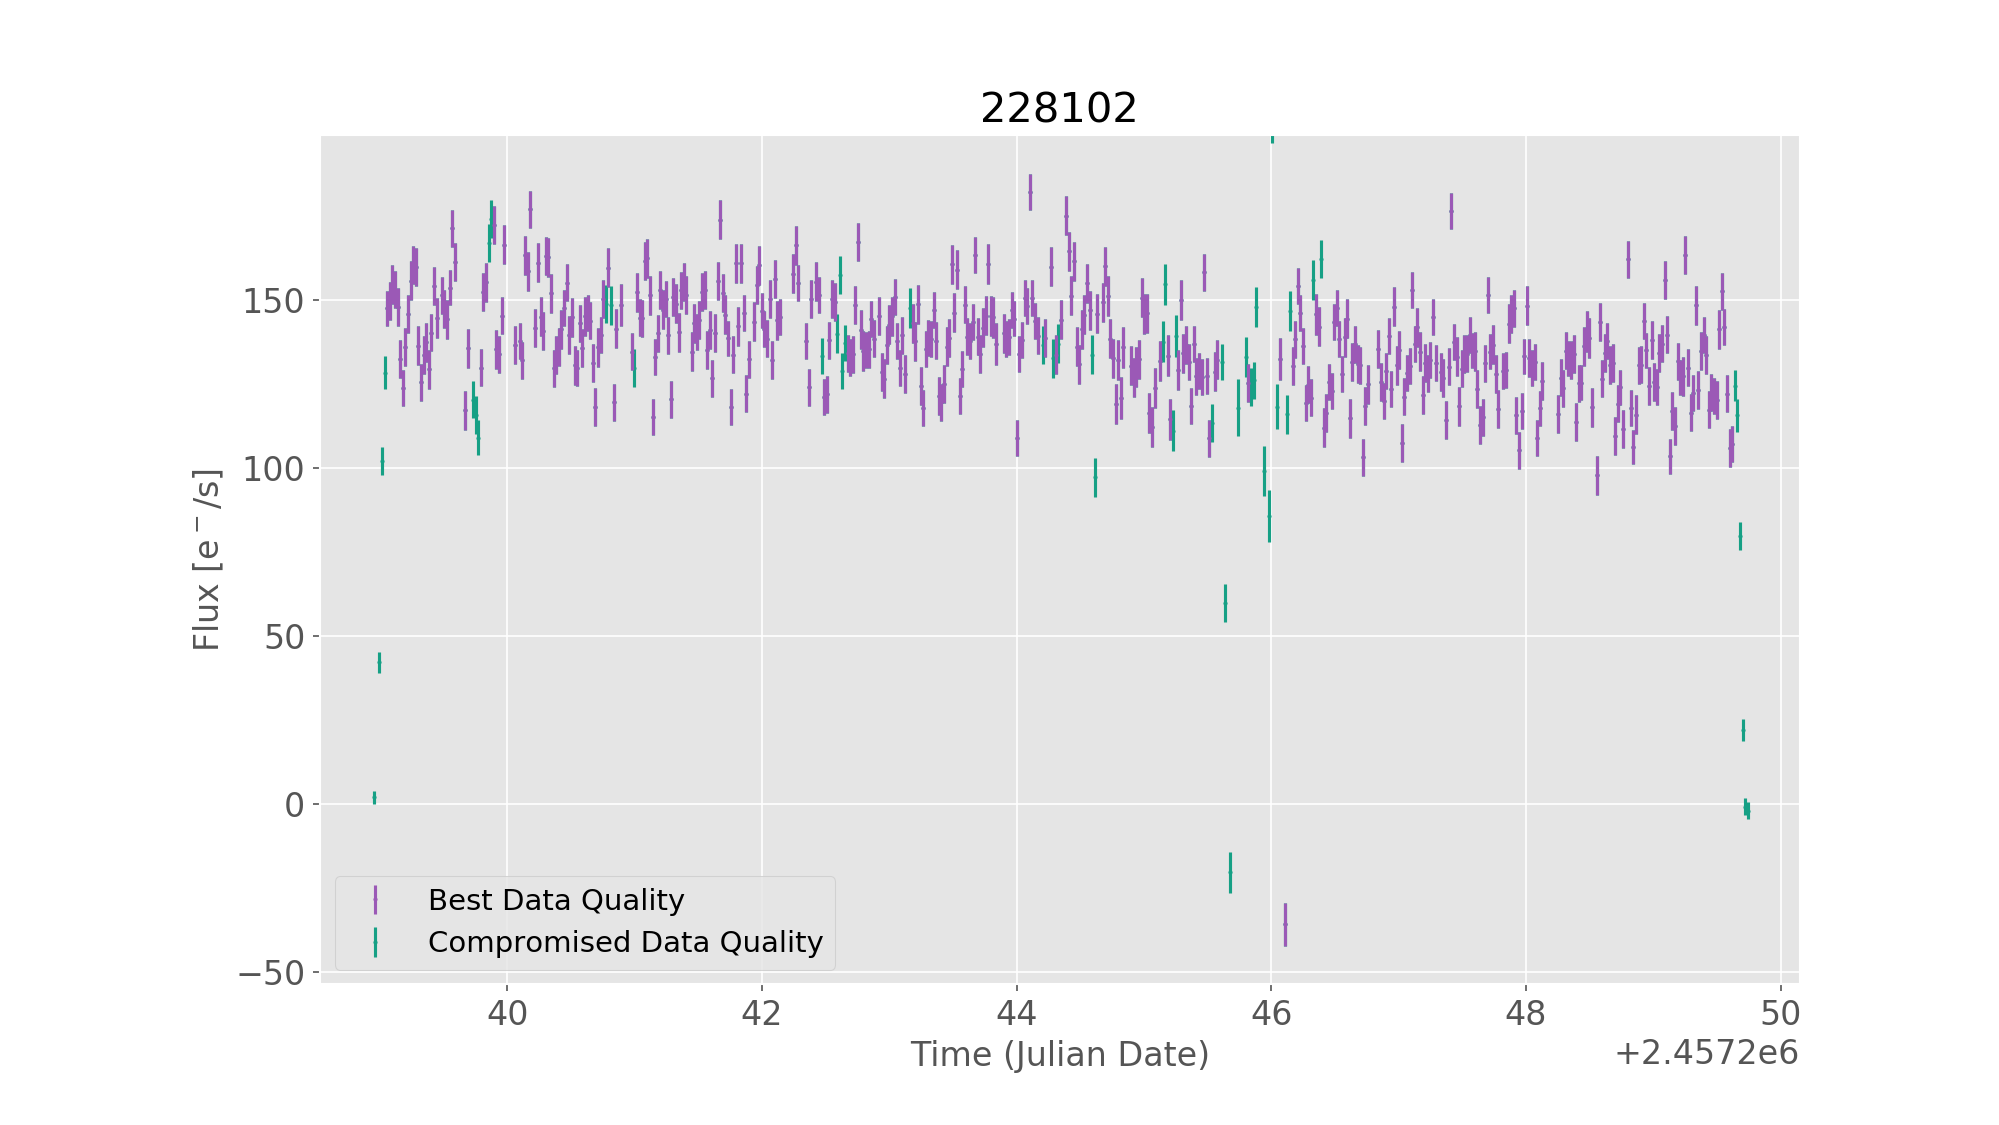 228102
150
100
50
0
−50
Flux [e⁻/s]
Best Data Quality
Compromised Data Quality
40 42 44 46 48 50
Time (Julian Date)
+2.4572e6